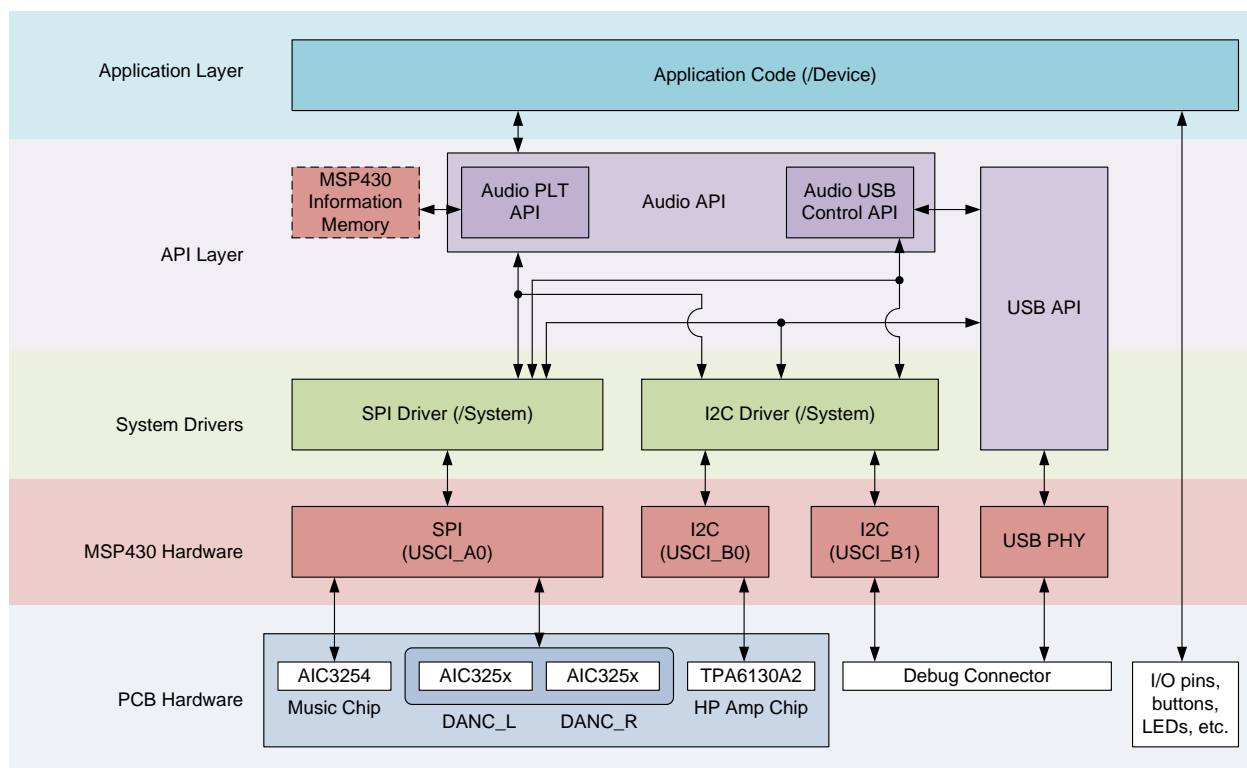 Application Layer
Application Code (/Device)
API Layer
MSP430
Information
Memory
Audio PLT
API
Audio API
Audio USB
Control API
USB API
System Drivers
SPI Driver (/System)
I2C Driver (/System)
MSP430 Hardware
SPI
(USCI_A0)
I2C
(USCI_B0)
I2C
(USCI_B1)
USB PHY
PCB Hardware
AIC3254
Music Chip
AIC325x
AIC325x
DANC_L
DANC_R
TPA6130A2
HP Amp Chip
Debug Connector
I/O pins,
buttons,
LEDs, etc.